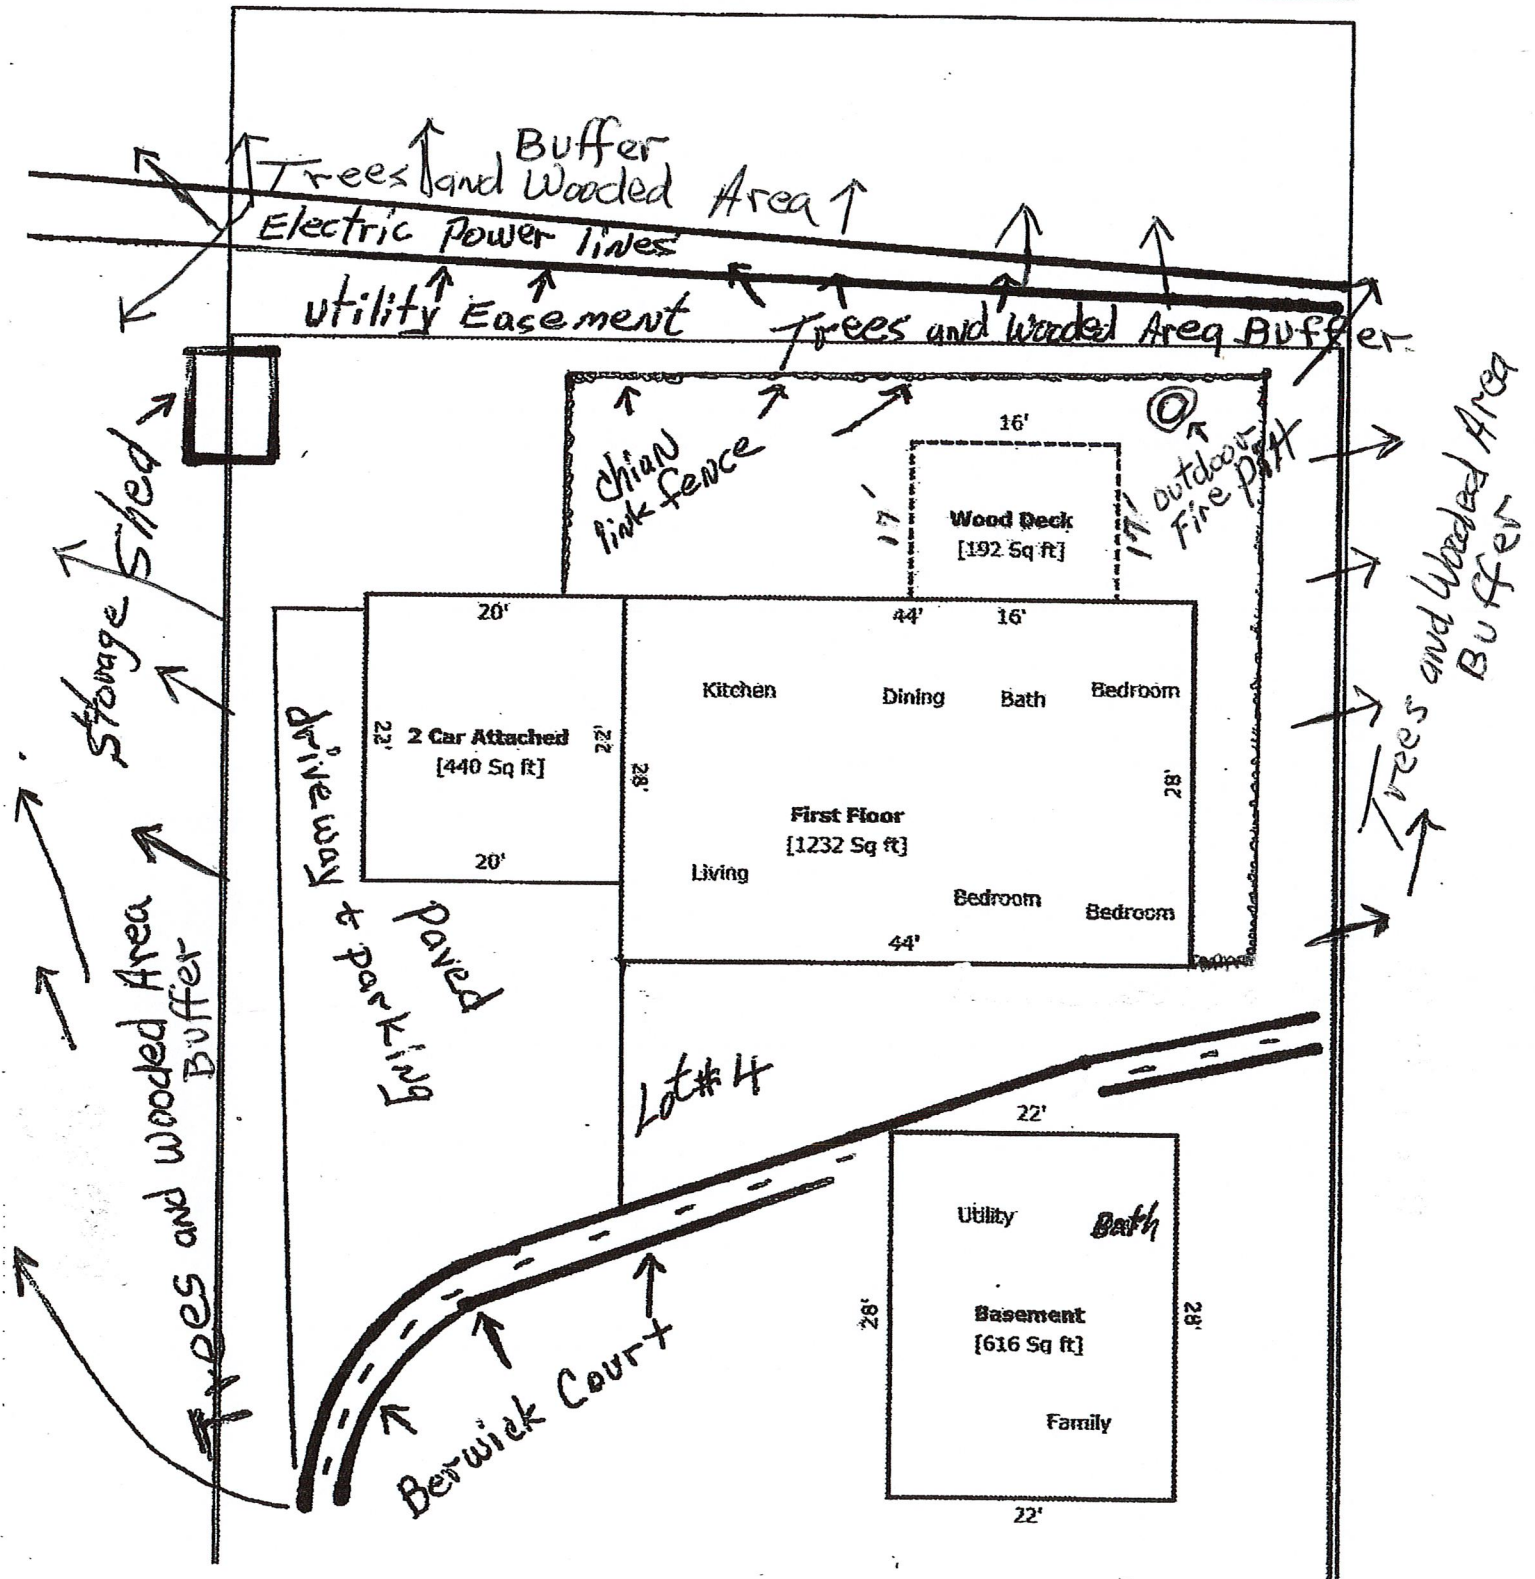 Buffer
Trees and Wooded Area
Electric Power lines
utility Easement
Trees and Wooded Area Buffer
chian
link fence
outdoor
Fire pitt
16'
17'
17'
Wood Deck
[192 Sq ft]
Storage Shed
Trees and Wooded Area
Buffer
20'
44'
16'
22'
2 Car Attached
[440 Sq ft]
22'
20'
28'
Kitchen
Dining
Bath
Bedroom
First Floor
[1232 Sq ft]
28'
Living
Bedroom
Bedroom
44'
paved
driveway + parking
Trees and wooded Area
Buffer
Lot# 4
Berwick Court
22'
Utility
Bath
28'
Basement
[616 Sq ft]
28'
Family
22'